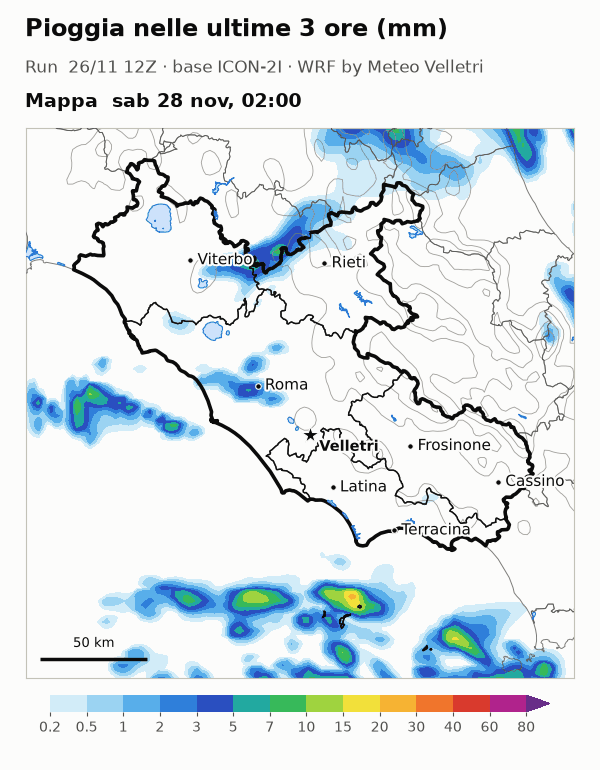 Pioggia nelle ultime 3 ore (mm)
Run  26/11 12Z · base ICON-2I · WRF by Meteo Velletri
Mappa  sab 28 nov, 02:00
Viterbo
Rieti
Roma
Velletri
Frosinone
Cassino
Latina
Terracina
50 km
0.2 0.5 1 2 3 5 7 10 15 20 30 40 60 80